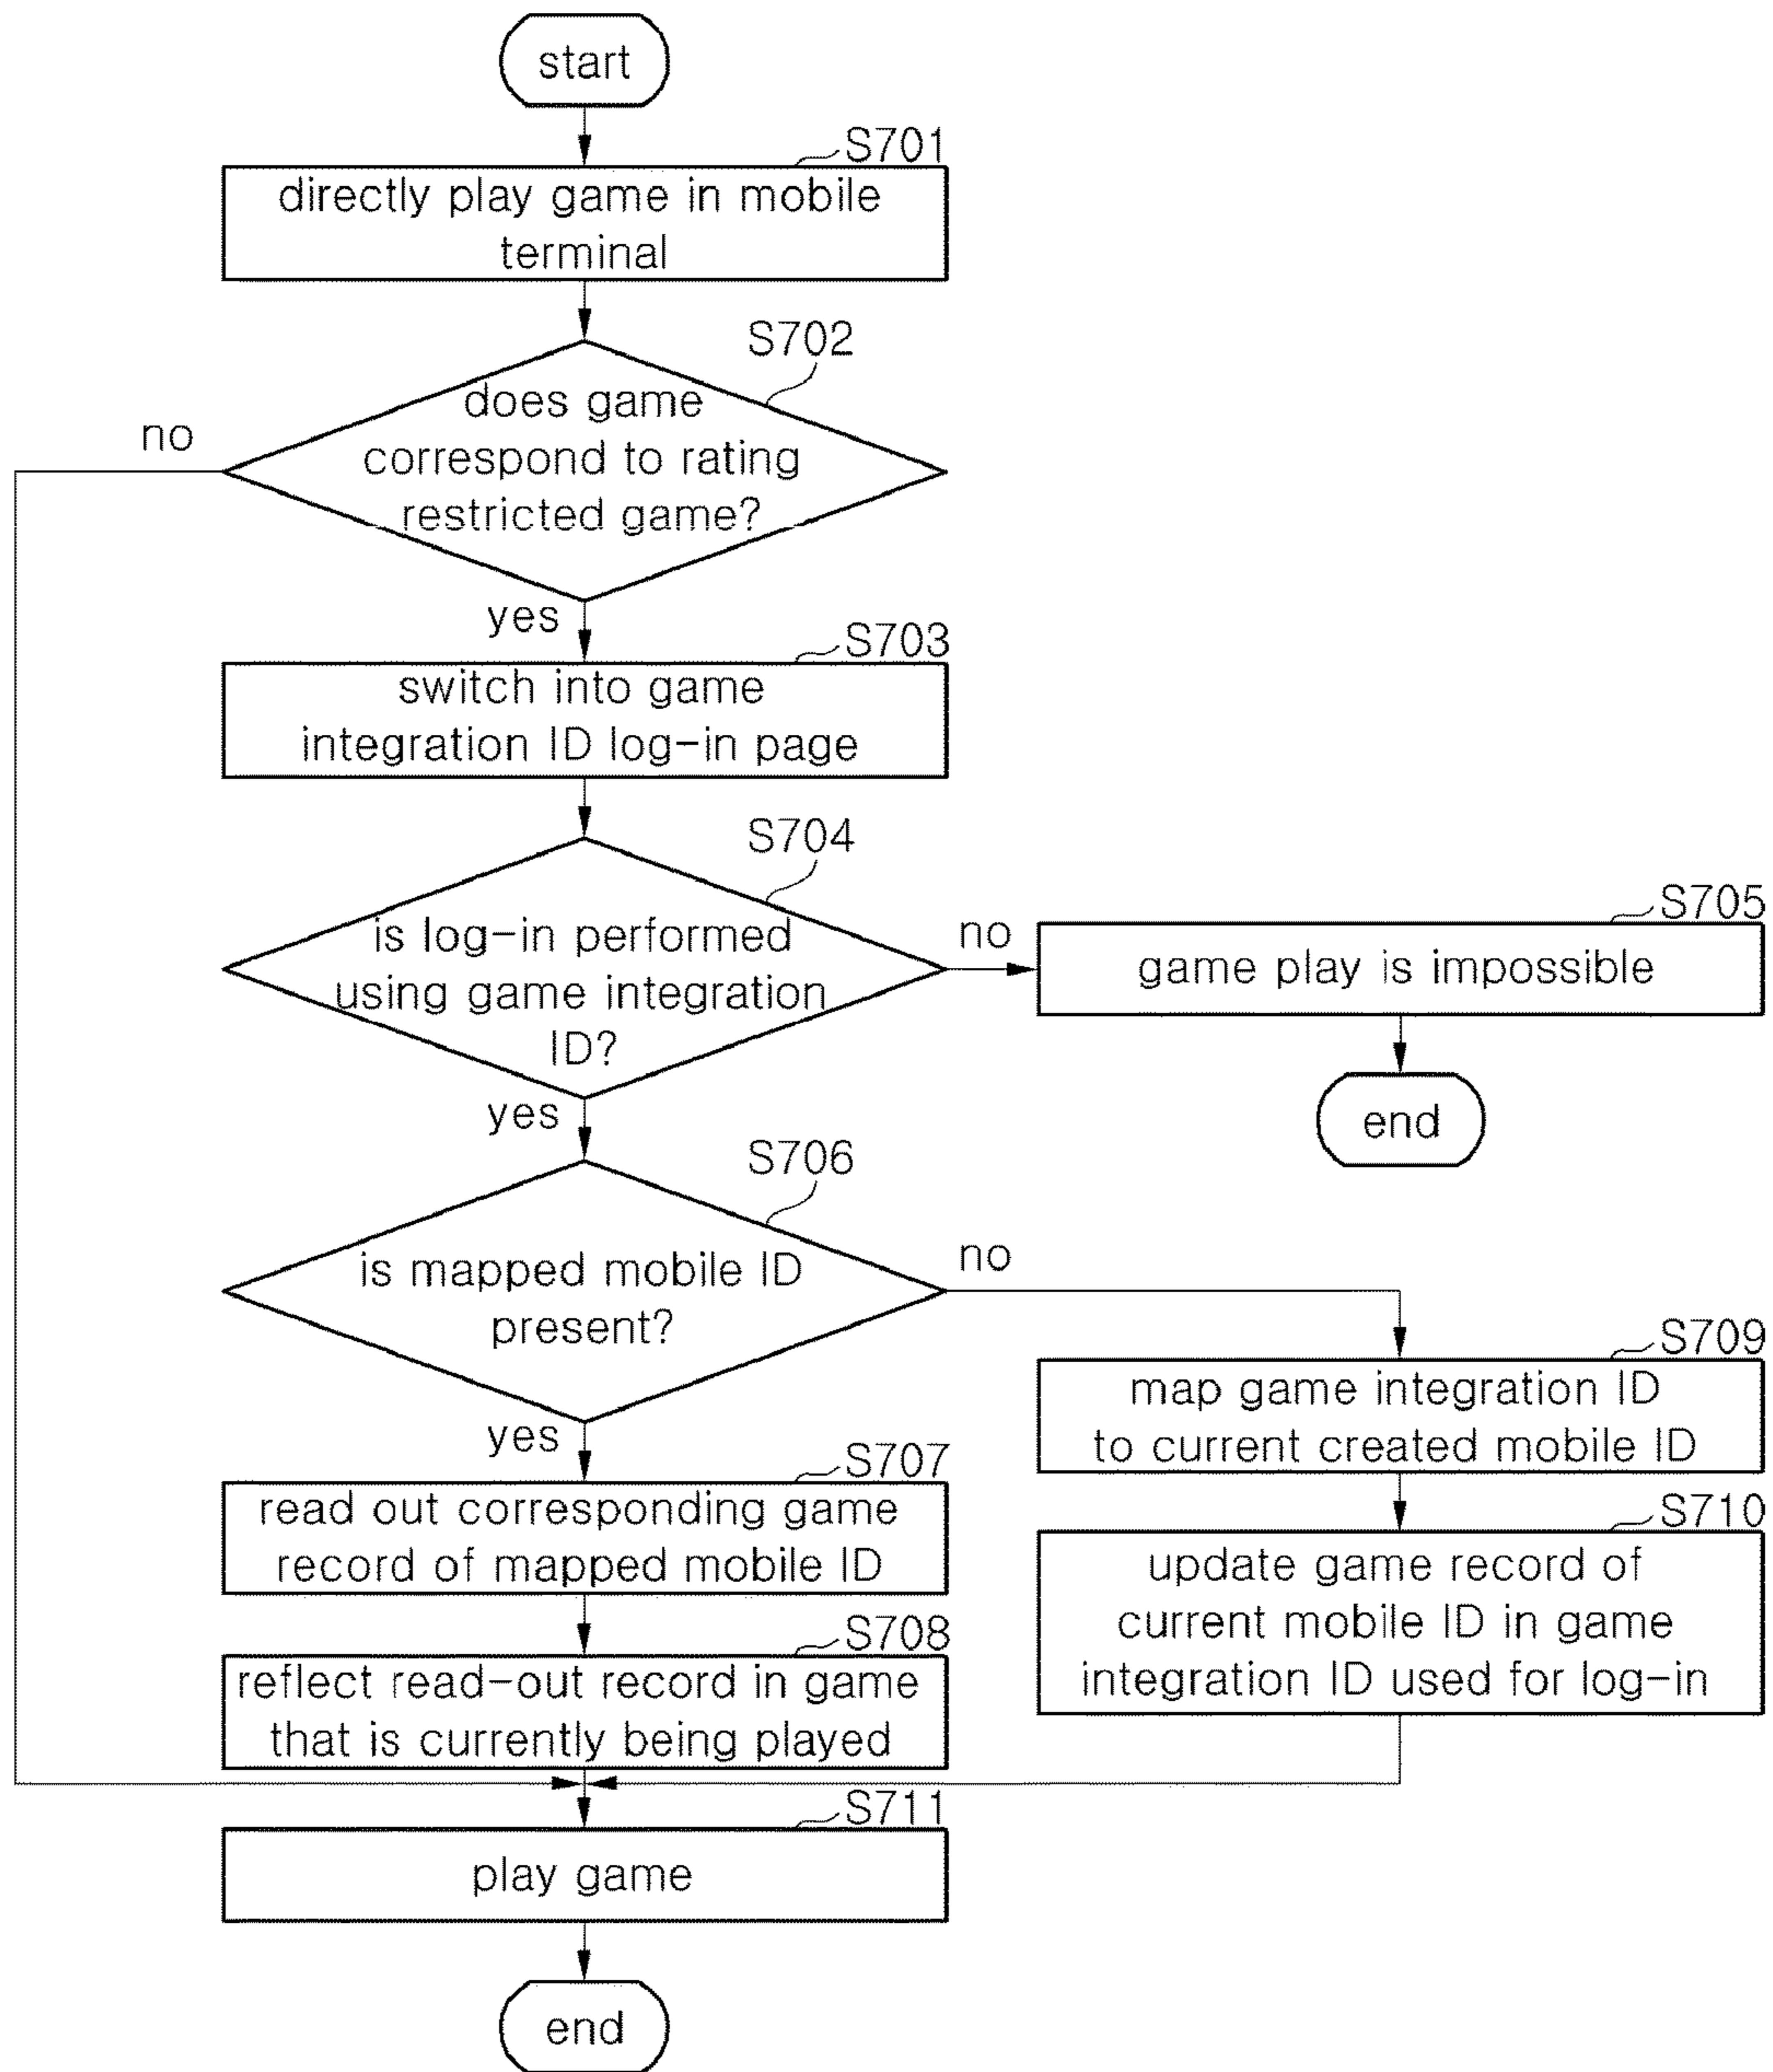 start
S701
directly play game in mobile
terminal
S702
does game
correspond to rating
restricted game?
no
yes
S703
switch into game
integration ID log-in page
S704
is log-in performed
using game integration
ID?
no
yes
S705
game play is impossible
end
S706
is mapped mobile ID
present?
no
yes
S707
read out corresponding game
record of mapped mobile ID
S708
reflect read-out record in game
that is currently being played
S709
map game integration ID
to current created mobile ID
S710
update game record of
current mobile ID in game
integration ID used for log-in
S711
play game
end